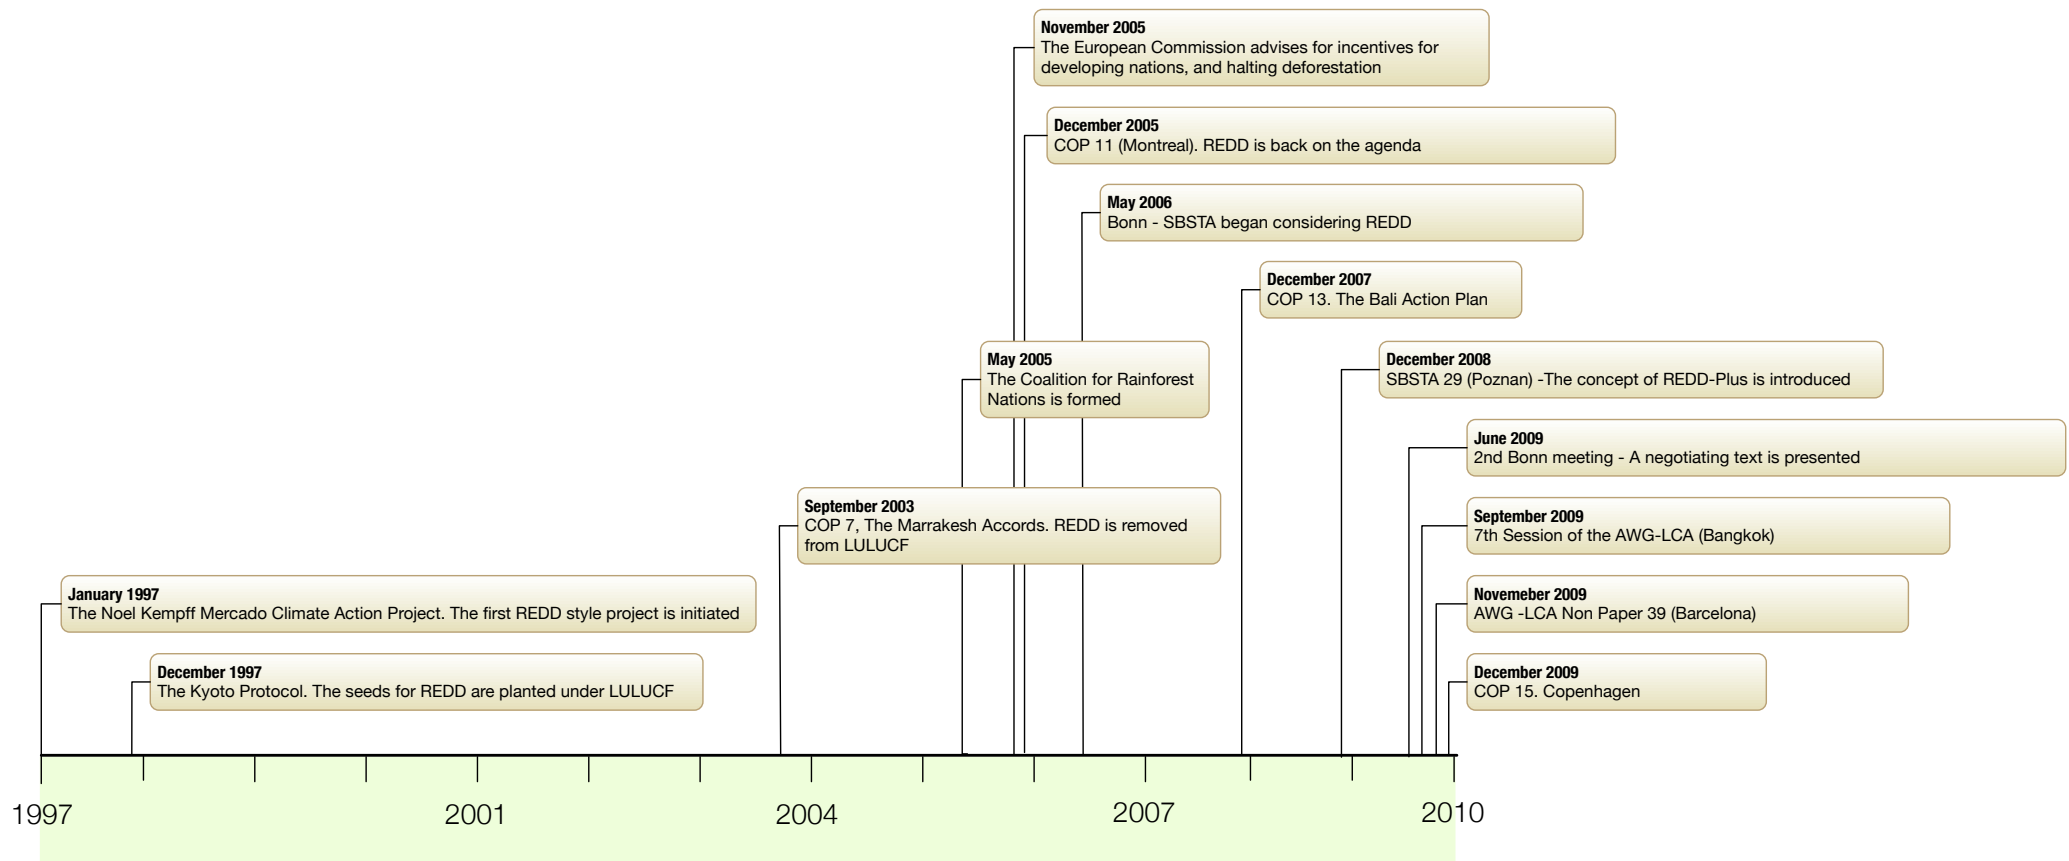 November 2005
The European Commission advises for incentives for
developing nations, and halting deforestation
December 2005
COP 11 (Montreal). REDD is back on the agenda
May 2006
Bonn - SBSTA began considering REDD
December 2007
COP 13. The Bali Action Plan
May 2005
The Coalition for Rainforest
Nations is formed
December 2008
SBSTA 29 (Poznan) -The concept of REDD-Plus is introduced
June 2009
2nd Bonn meeting - A negotiating text is presented
September 2003
COP 7, The Marrakesh Accords. REDD is removed
from LULUCF
September 2009
7th Session of the AWG-LCA (Bangkok)
January 1997
The Noel Kempff Mercado Climate Action Project. The first REDD style project is initiated
Novemeber 2009
AWG -LCA Non Paper 39 (Barcelona)
December 1997
The Kyoto Protocol. The seeds for REDD are planted under LULUCF
December 2009
COP 15. Copenhagen
1997
2001
2004
2007
2010